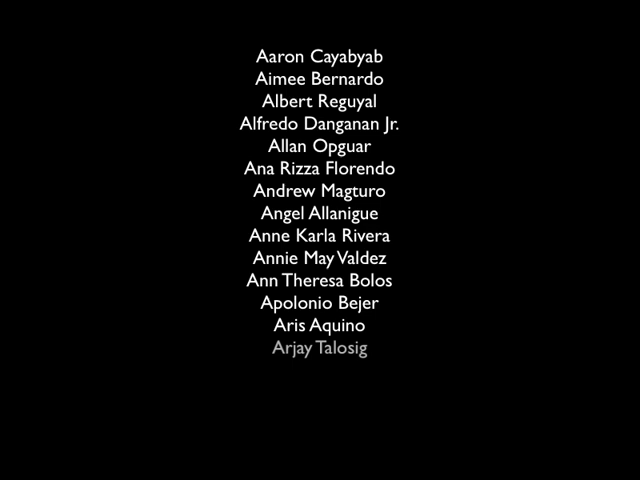 Aaron Cayabyab
Aimee Bernardo
Albert Reguyal
Alfredo Danganan Jr.
Allan Opguar
Ana Rizza Florendo
Andrew Magturo
Angel Allanigue
Anne Karla Rivera
Annie May Valdez
Ann Theresa Bolos
Apolonio Bejer
Aris Aquino
Arjay Talosig